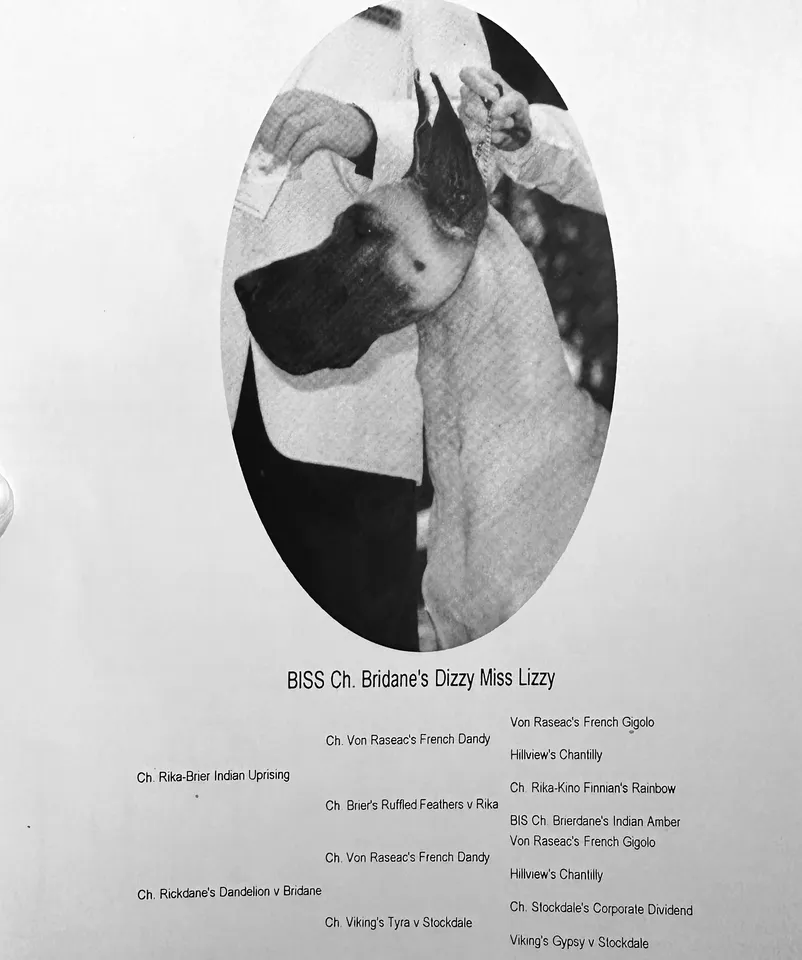 BISS Ch. Bridane's Dizzy Miss Lizzy
Von Raseac's French Gigolo
Ch. Von Raseac's French Dandy
Hillview's Chantilly
Ch. Rika-Brier Indian Uprising
Ch. Rika-Kino Finnian's Rainbow
Ch. Brier's Ruffled Feathers v Rika
BIS Ch. Brierdane's Indian Amber
Von Raseac's French Gigolo
Ch. Von Raseac's French Dandy
Hillview's Chantilly
Ch. Rickdane's Dandelion v Bridane
Ch. Stockdale's Corporate Dividend
Ch. Viking's Tyra v Stockdale
Viking's Gypsy v Stockdale